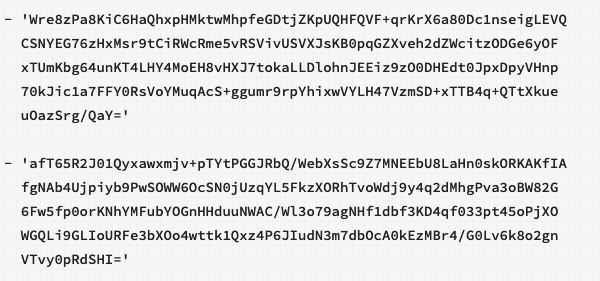 - 'Wre8zPa8KiC6HaQhxpHMktwMhpfeGDtjZKpUQHFQVF+qrKrX6a80Dc1nseigLEVQ
CSNYEG76zHxMsr9tCiRWcRme5vRSVivUSVXJsKB0pqGZXveh2dZWcitzODGe6yOF
xTUmKbg64unKT4LHY4MoEH8vHXJ7tokaLLDlohnJEEiz9zO0DHEdt0JpxDpyVHnp
70kJic1a7FFY0RsVoYMuqAcS+ggumr9rpYhixwVYLH47VzmSD+xTTB4q+QTtXkue
uOazSrg/QaY='
- 'afT65R2J01Qyxawxmjv+pTYtPGGJRbQ/WebXsSc9Z7MNEEbU8LaHn0skORKAKfIA
fgNAb4Ujpiyb9PwSOWW6OcSN0jUzqYL5FkzXORhTvoWdj9y4q2dMhgPva3oBW82G
6Fw5fp0orKNhYMFubYOGnHHduuNWAC/Wl3o79agNHf1dbf3KD4qf033pt45oPjXO
WGQLi9GLIoURFe3bXOo4wttk1Qxz4P6JIudN3m7dbOcA0kEzMBr4/G0Lv6k8o2gn
VTvy0pRdSHI='